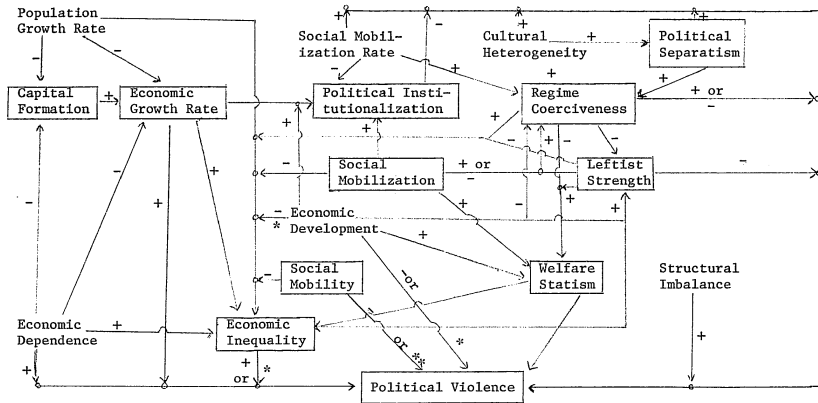 Population
Growth Rate
Social Mobil-
ization Rate
Cultural
Heterogeneity
Political
Separatism
Capital
Formation
Economic
Growth Rate
Political Insti-
tutionalization
Regime
Coerciveness
+ or
-
Social
Mobilization
+ or
-
Leftist
Strength
Economic
Development
Social
Mobility
-or
Welfare
Statism
Structural
Imbalance
Economic
Dependence
Economic
Inequality
-
or **
*
+
or *
Political Violence